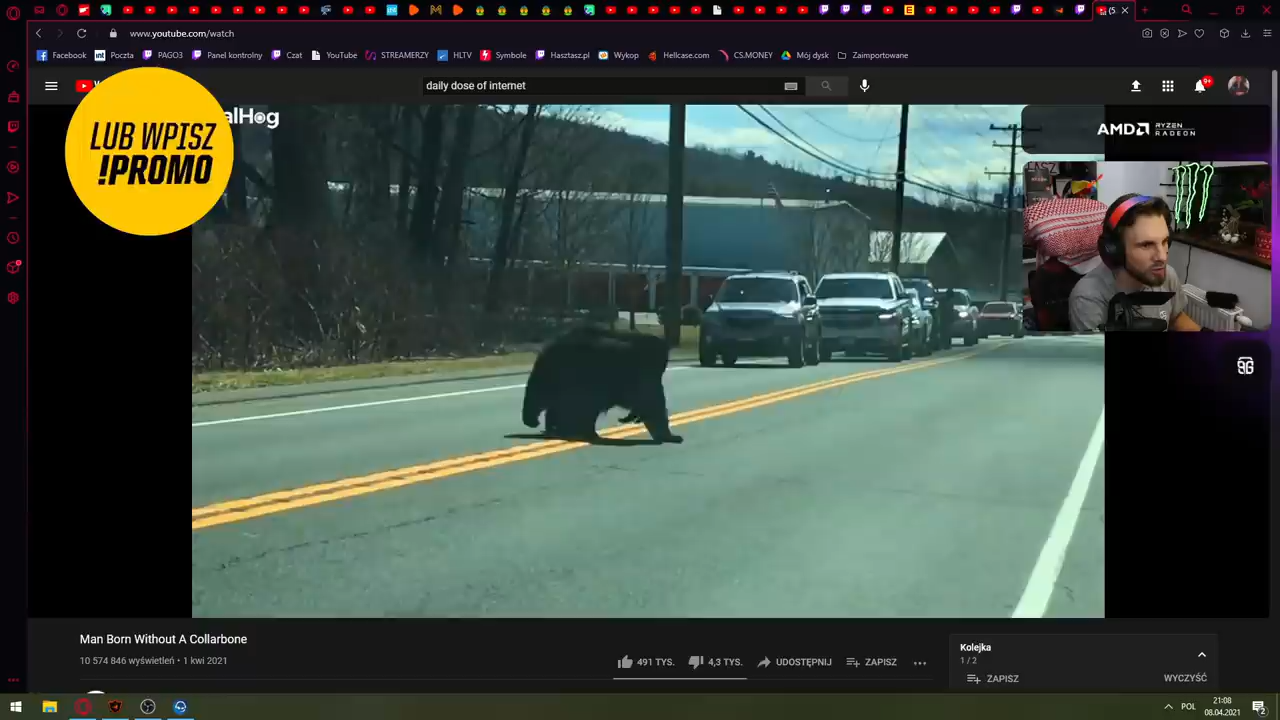 www.youtube.com/watch
Facebook
Poczta
PAGO3
Panel kontrolny
Czat
YouTube
STREAMERZY
HLTV
Symbole
Hasztasz.pl
Wykop
Hellcase.com
CS.MONEY
Mój dysk
Zaimportowane
daily dose of internet
9+
LUB WPISZ
!PROMO
alHog
AMD RYZEN
RADEON
Man Born Without A Collarbone
10 574 846 wyświetleń • 1 kwi 2021
491 TYS.
4,3 TYS.
UDOSTĘPNIJ
ZAPISZ
Kolejka
1 / 2
ZAPISZ
WYCZYŚĆ
POL
21:08
08.04.2021